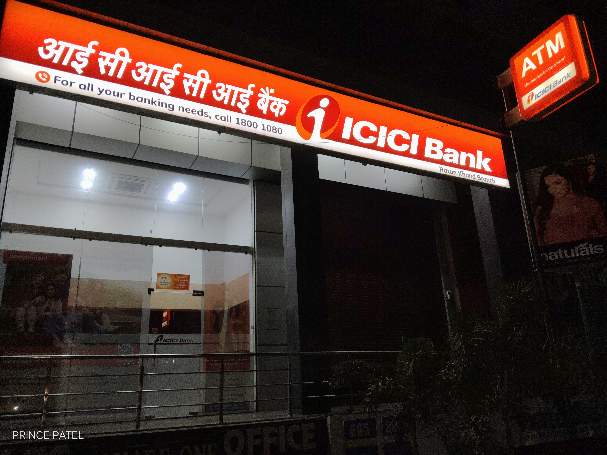 आई सी आई सी आई बैंक
For all your banking needs, call 1800 1080
i ICICI Bank
ATM
ICICI Bank
naturals
ICICI Bank
OFFICE
PRINCE PATEL